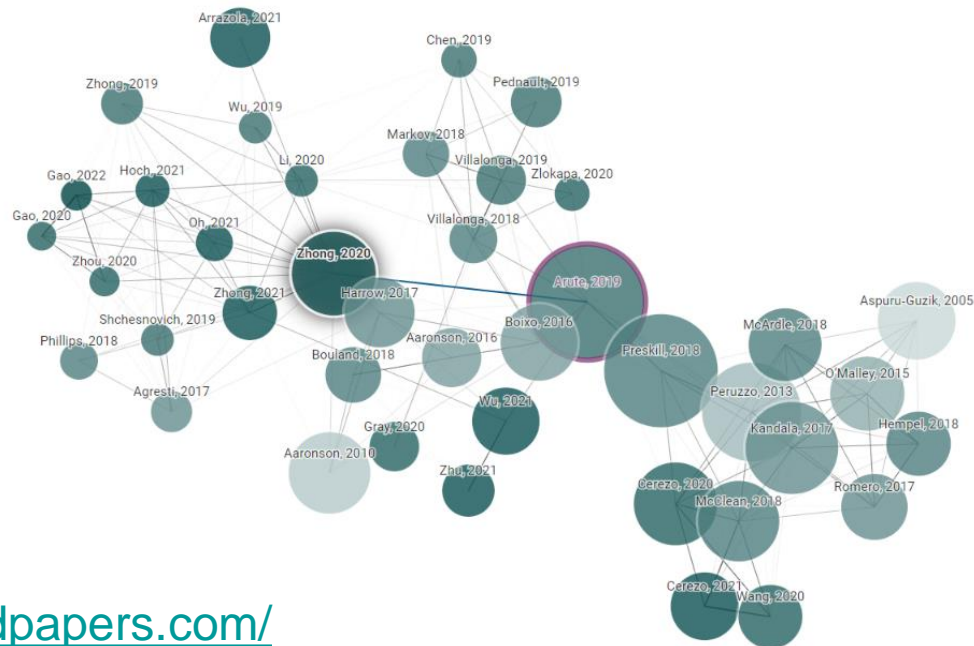 Arrazola, 2021
Chen, 2019
Zhong, 2019
Pednault, 2019
Wu, 2019
Markov, 2018
Li, 2020
Villalonga, 2019
Gao, 2022
Hoch, 2021
Zlokapa, 2020
Gao, 2020
Oh, 2021
Villalonga, 2018
Zhou, 2020
Zhong, 2020
Arute, 2019
Harrow, 2017
Aspuru-Guzik, 2005
Zhong, 2021
Shchesnovich, 2019
Boixo, 2016
McArdle, 2018
Phillips, 2018
Bouland, 2018
Aaronson, 2016
Preskill, 2018
O'Malley, 2015
Agresti, 2017
Peruzzo, 2013
Wu, 2021
Gray, 2020
Kandala, 2017
Hempel, 2018
Aaronson, 2010
Zhu, 2021
Cerezo, 2020
McClean, 2018
Romero, 2017
Cerezo, 2021
Wang, 2020
dpapers.com/